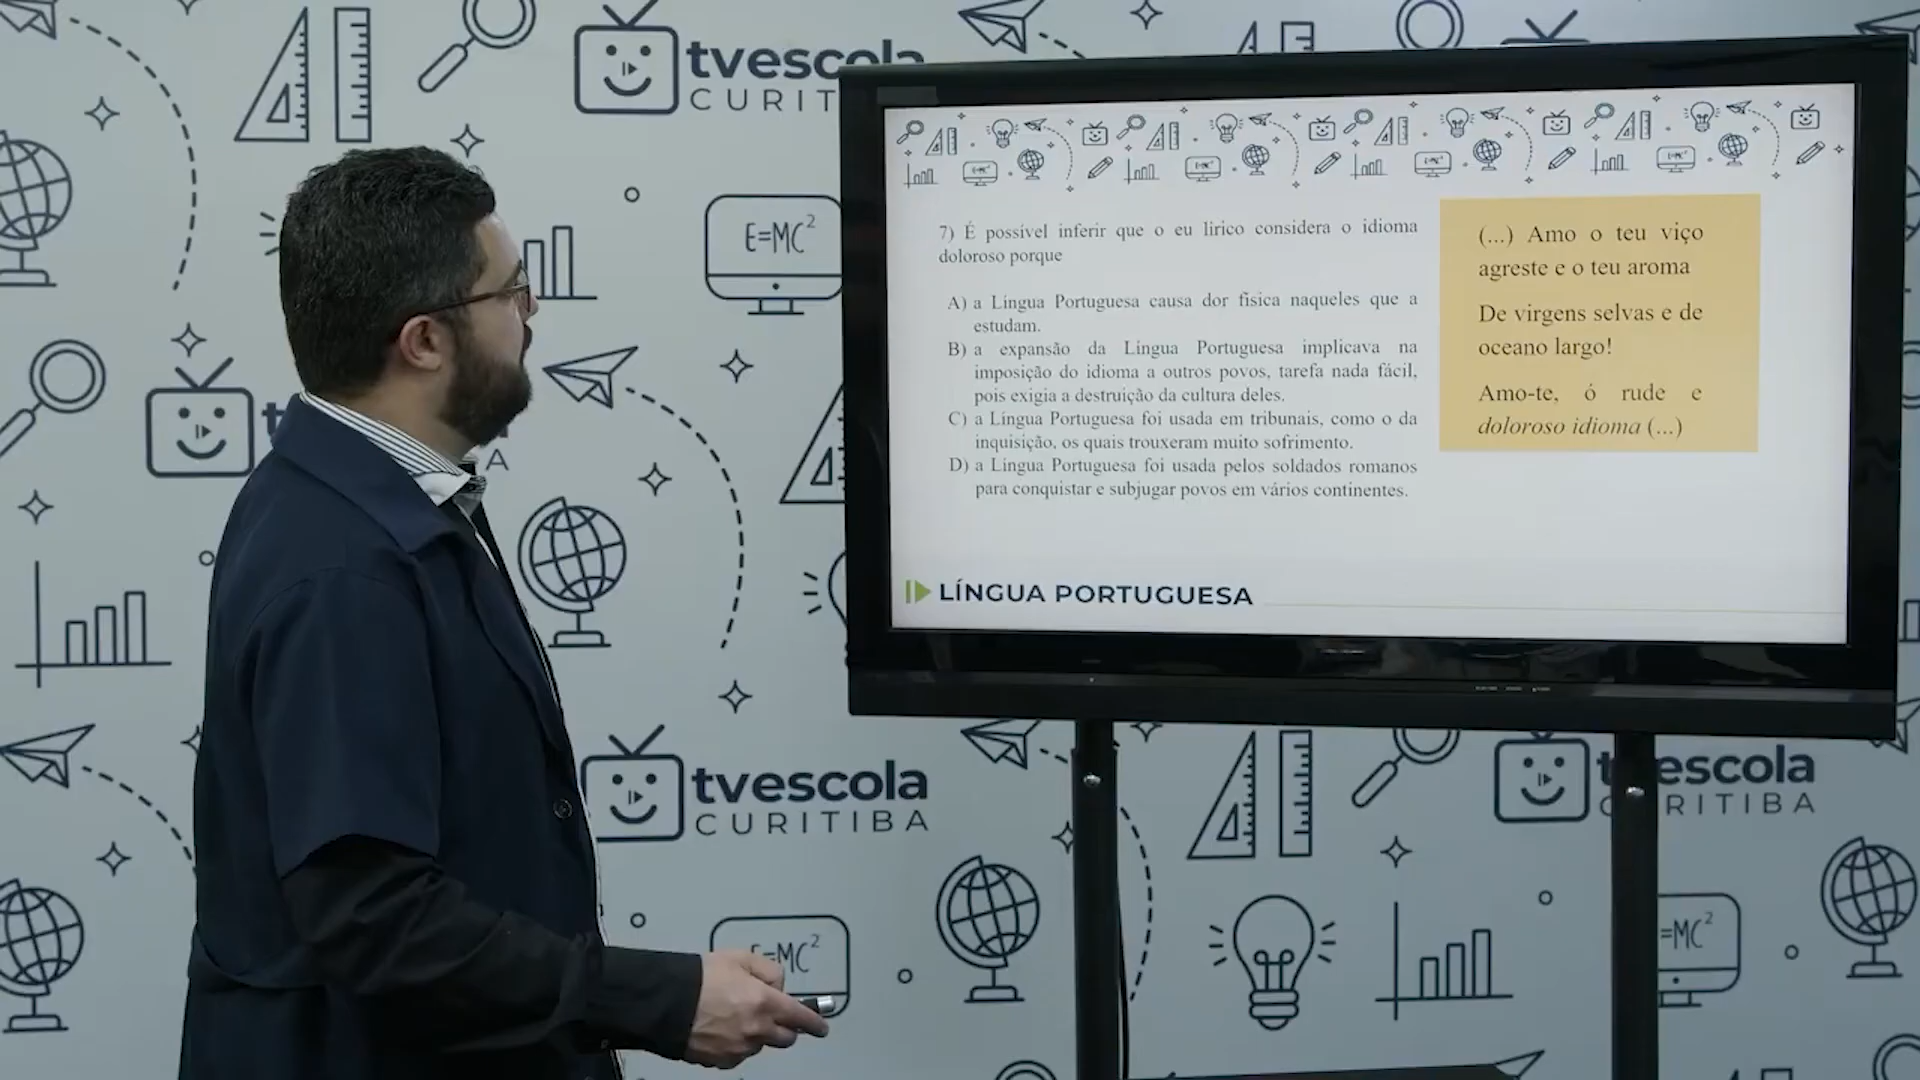 tvescola
CURIT
E=MC²
7) É possível inferir que o eu lírico considera o idioma
doloroso porque
A) a Língua Portuguesa causa dor física naqueles que a
estudam.
B) a expansão da Língua Portuguesa implicava na
imposição do idioma a outros povos, tarefa nada fácil,
pois exigia a destruição da cultura deles.
C) a Língua Portuguesa foi usada em tribunais, como o da
inquisição, os quais trouxeram muito sofrimento.
D) a Língua Portuguesa foi usada pelos soldados romanos
para conquistar e subjugar povos em vários continentes.
(...) Amo o teu viço
agreste e o teu aroma
De virgens selvas e de
oceano largo!
Amo-te, ó rude e
doloroso idioma (...)
LÍNGUA PORTUGUESA
tvescola
CURITIBA
tvescola
CURITIBA
E=MC²
=MC²